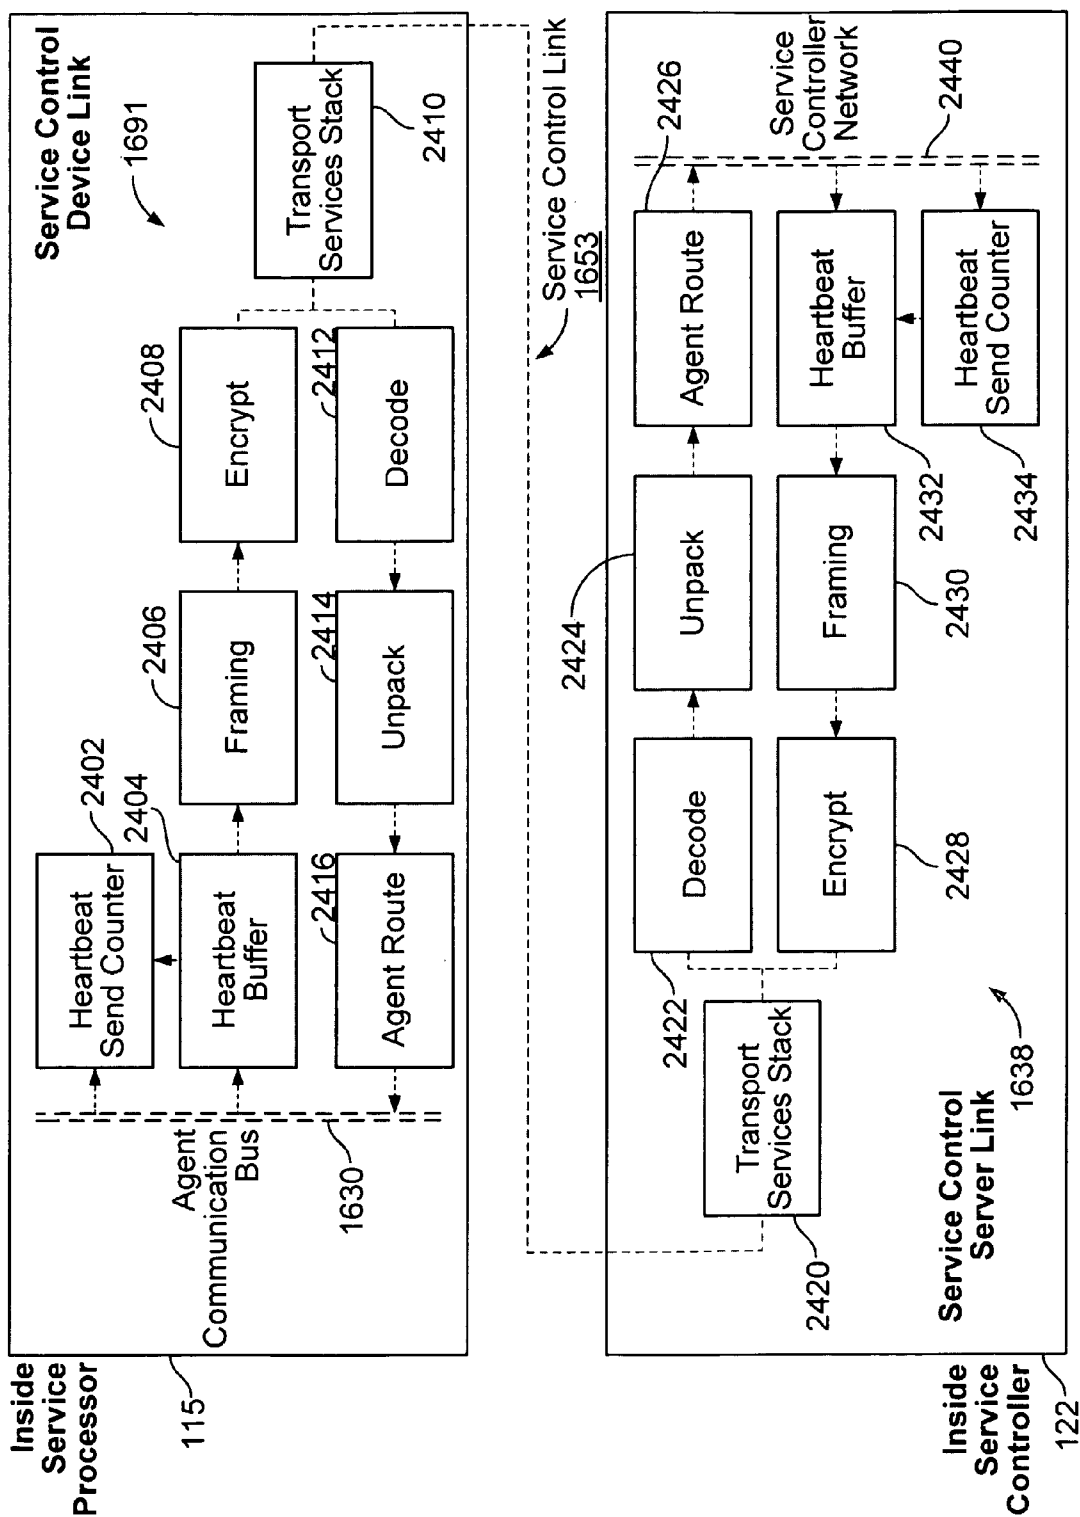 Inside
Service
Processor
115
Service Control
Device Link
1691
Heartbeat
Send Counter
2402
Heartbeat
Buffer
2404
Framing
2406
Encrypt
2408
Transport
Services Stack
2410
Decode
2412
Unpack
2414
Agent Route
2416
Agent
Communication
Bus
1630
Service Control Link
1653
Inside
Service
Controller
122
Service Control
Server Link
1638
Transport
Services Stack
2420
Decode
2422
Unpack
2424
Agent Route
2426
Service
Controller
Network
2440
Encrypt
2428
Framing
2430
Heartbeat
Buffer
2432
Heartbeat
Send Counter
2434